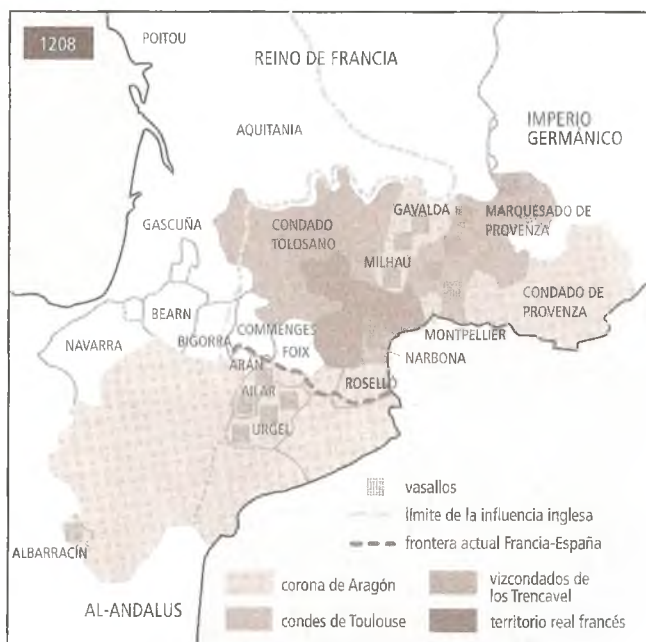 1208
POITOU
REINO DE FRANCIA
AQUITANIA
IMPERIO
GERMÁNICO
GASCUÑA
CONDADO
TOLOSANO
GAVALDA
MARQUESADO DE
PROVENZA
MILHAU
CONDADO DE
PROVENZA
BEARN
BIGORRA
COMMENGES
FOIX
MONTPELLIER
NAVARRA
NARBONA
ARÁN
AILAR
ROSELLÓ
URGEL
ALBARRACÍN
AL-ANDALUS
vasallos
límite de la influencia inglesa
frontera actual Francia-España
corona de Aragón
vizcondados de
los Trencavel
condes de Toulouse
territorio real francés